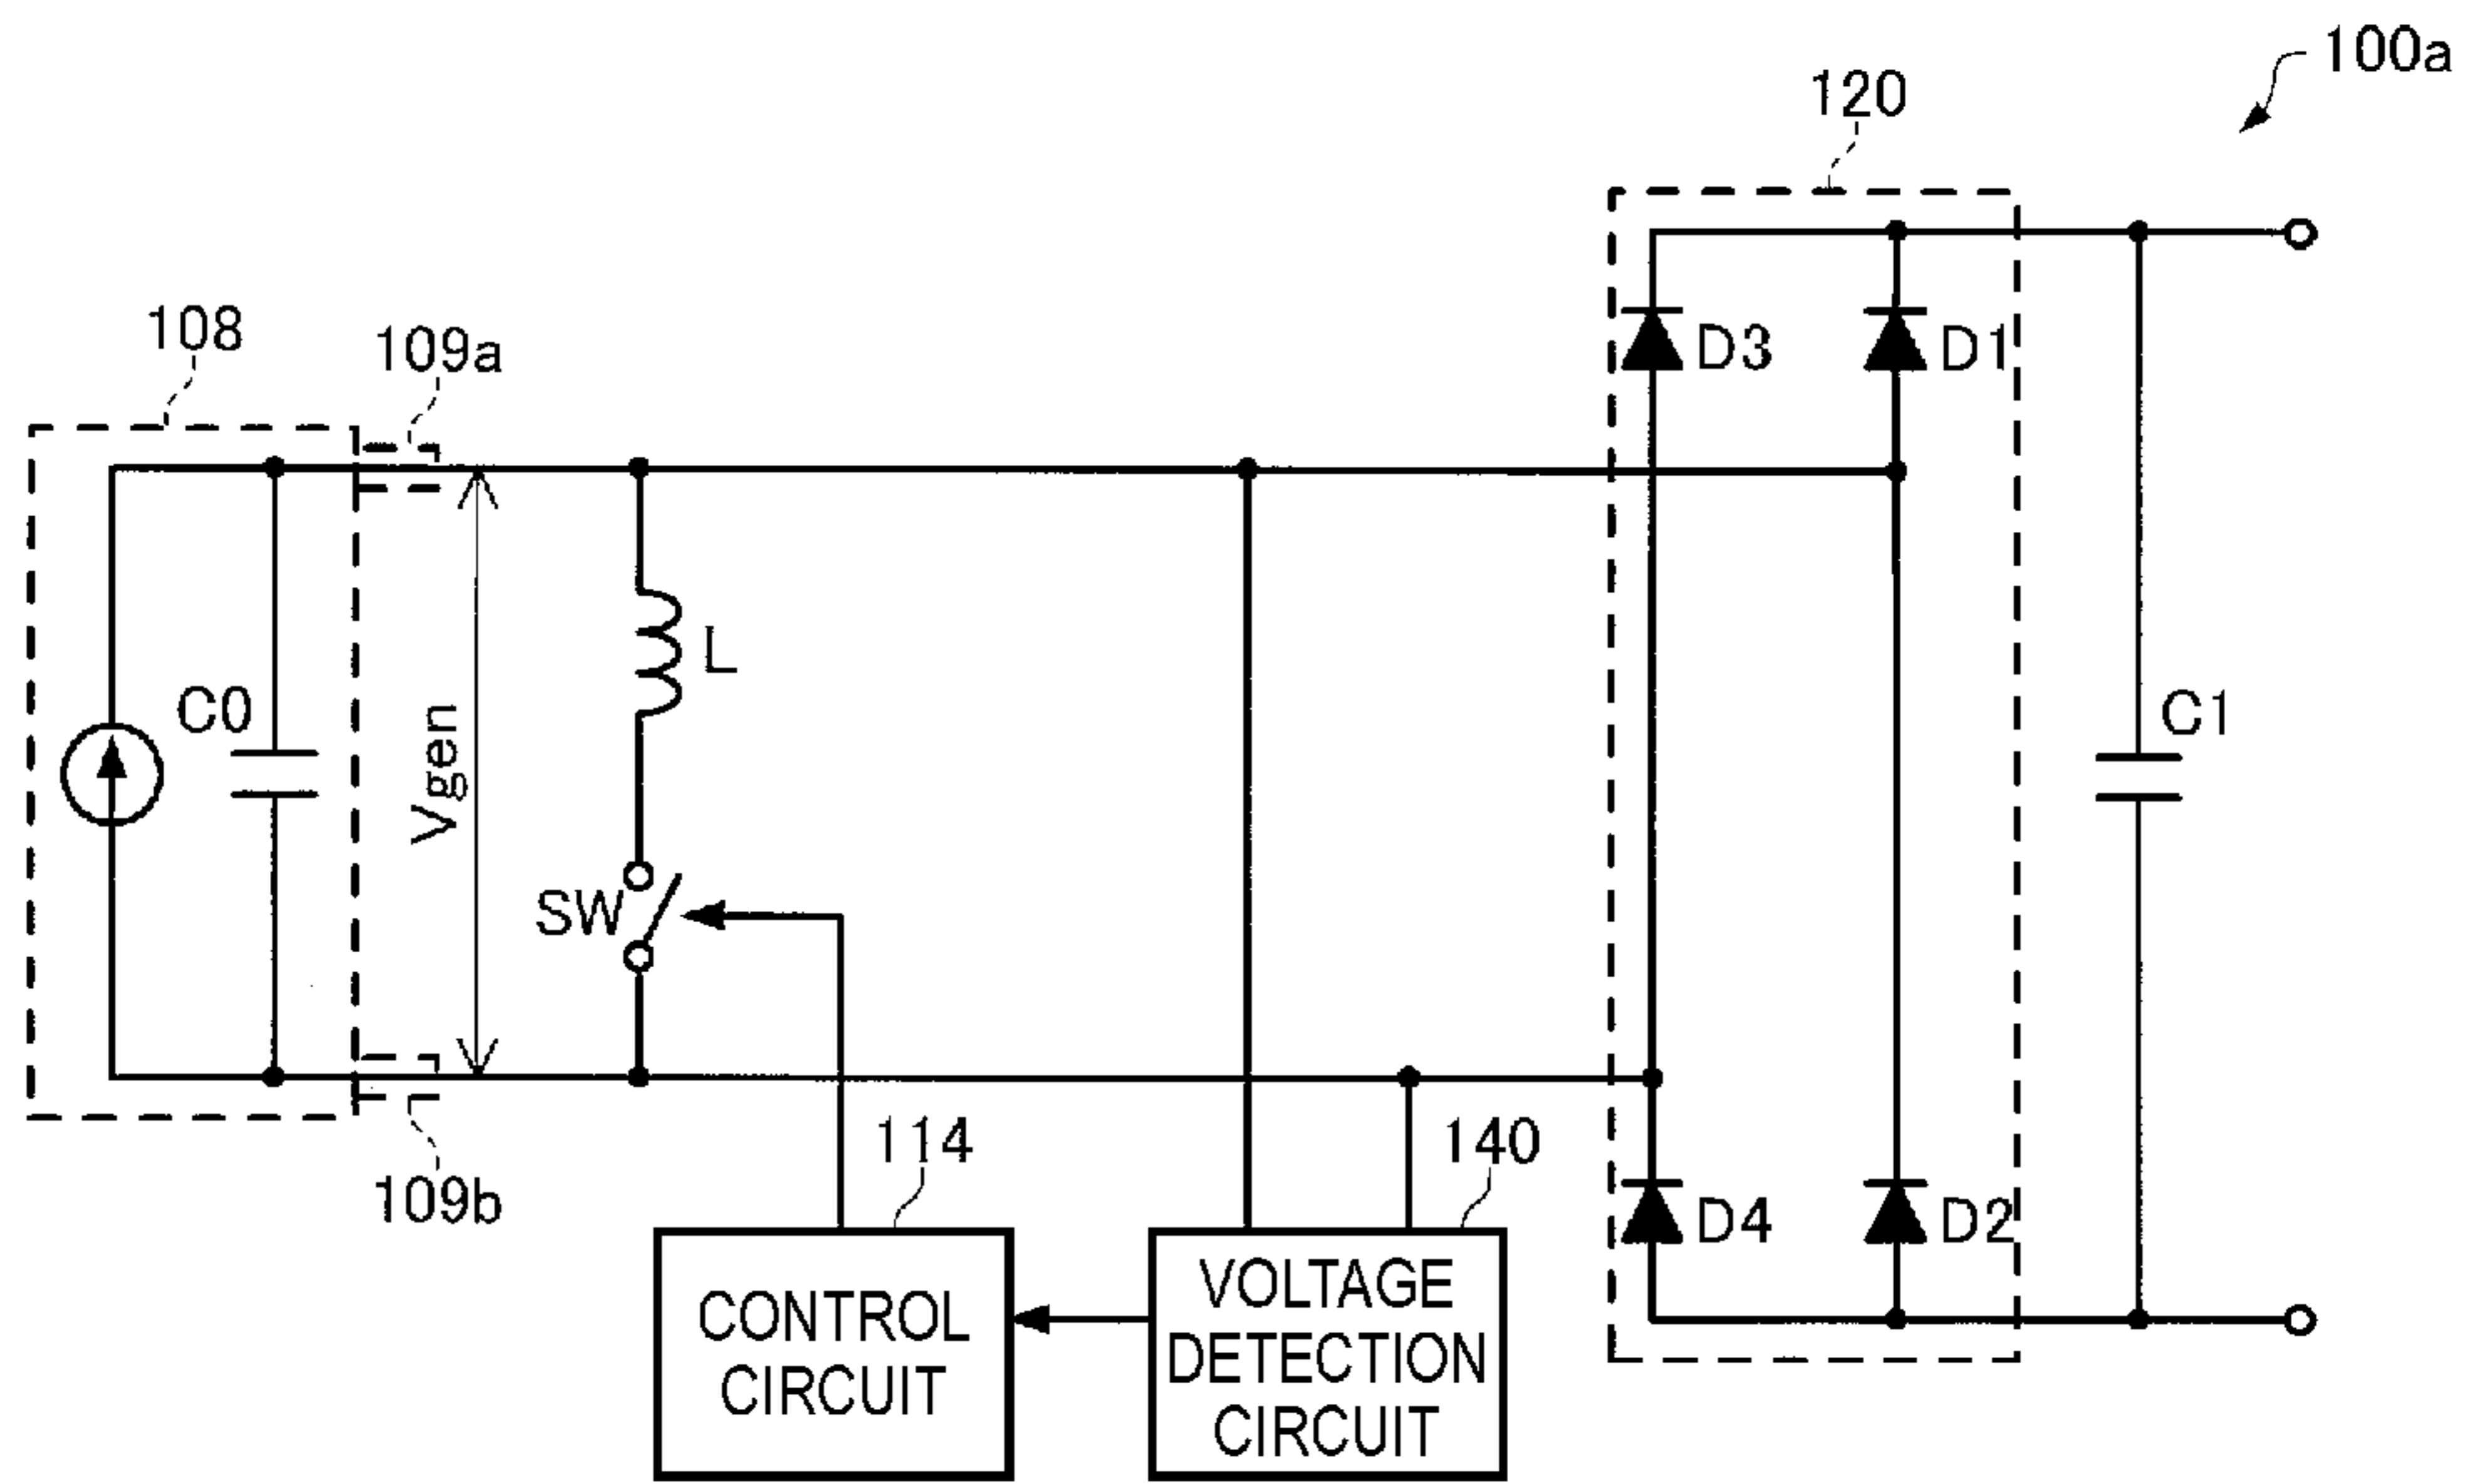 100a
120
108
109a
D3
D1
L
C0
Vgen
C1
SW
109b
114
140
D4
D2
CONTROL
CIRCUIT
VOLTAGE
DETECTION
CIRCUIT